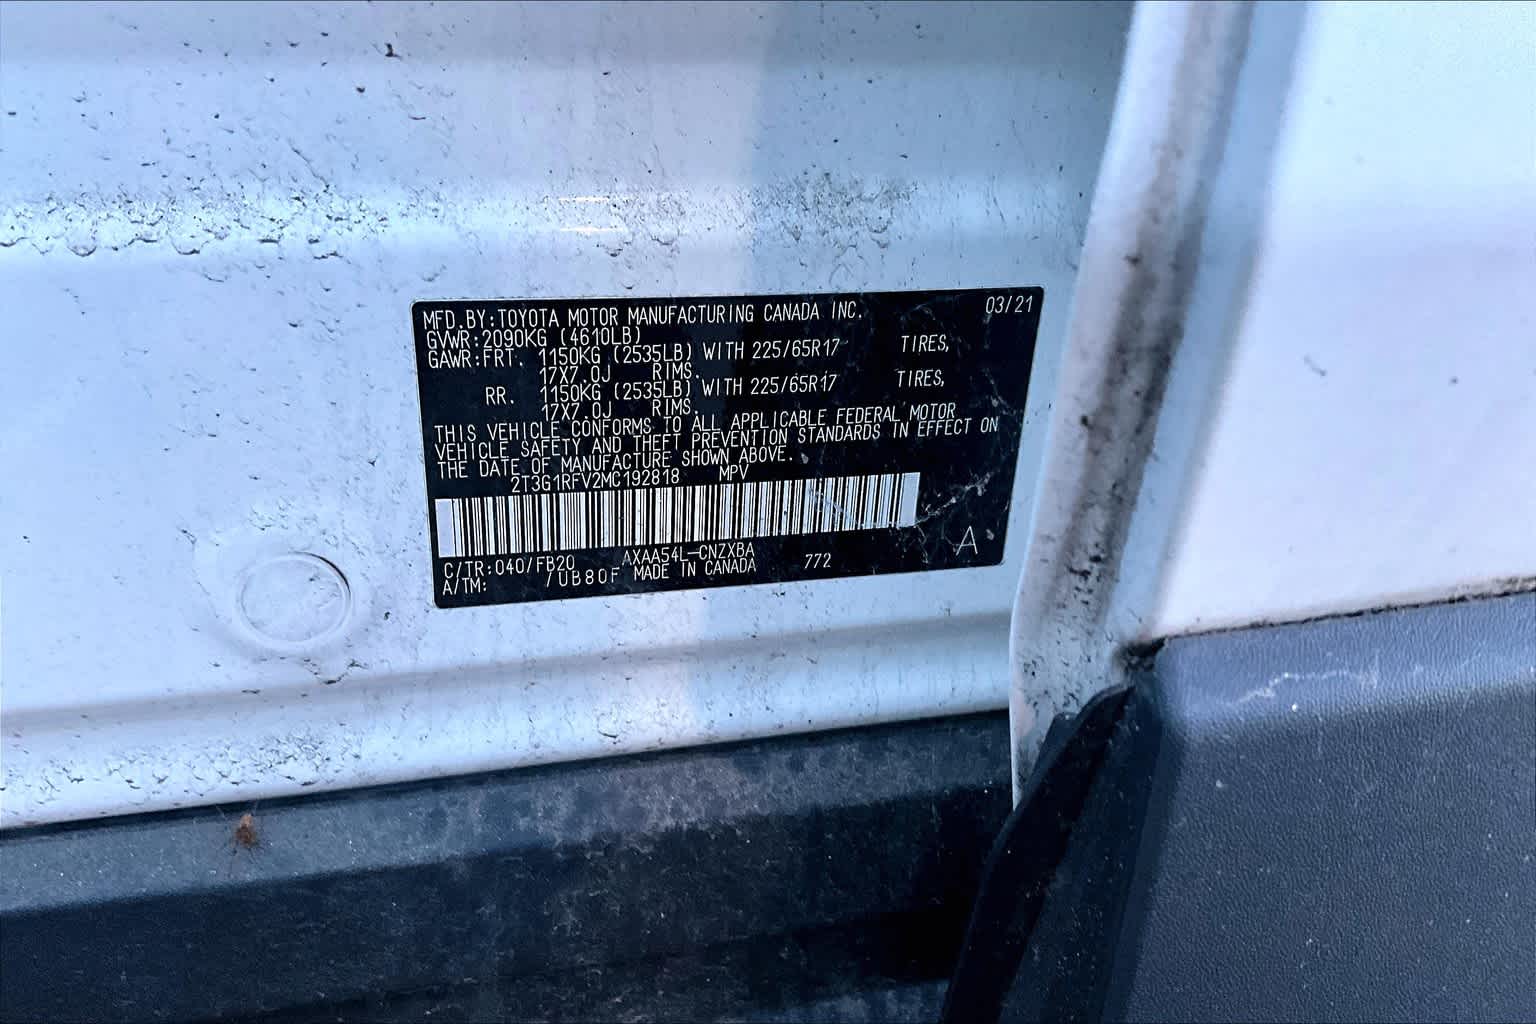 MFD.BY:TOYOTA MOTOR MANUFACTURING CANADA INC. 03/21
GVWR:2090KG (4610LB)
GAWR:FRT. 1150KG (2535LB) WITH 225/65R17 TIRES,
17X7.0J RIMS.
RR. 1150KG (2535LB) WITH 225/65R17 TIRES,
17X7.0J RIMS.
THIS VEHICLE CONFORMS TO ALL APPLICABLE FEDERAL MOTOR
VEHICLE SAFETY AND THEFT PREVENTION STANDARDS IN EFFECT ON
THE DATE OF MANUFACTURE SHOWN ABOVE.
2T3G1RFV2MC192818 MPV
C/TR:040/FB20 AXAA54L-CNZXBA 772 A
A/TM: /UB80F MADE IN CANADA